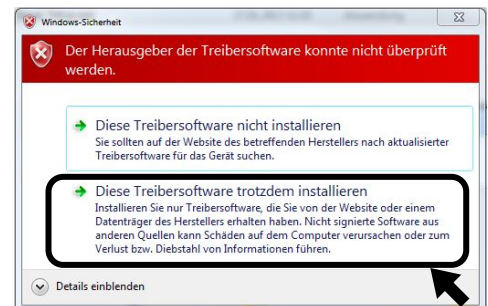 Windows-Sicherheit
Der Herausgeber der Treibersoftware konnte nicht überprüft
werden.
Diese Treibersoftware nicht installieren
Sie sollten auf der Website des betreffenden Herstellers nach aktualisierter
Treibersoftware für das Gerät suchen.
Diese Treibersoftware trotzdem installieren
Installieren Sie nur Treibersoftware, die Sie von der Website oder einem
Datenträger des Herstellers erhalten haben. Nicht signierte Software aus
anderen Quellen kann Schäden auf dem Computer verursachen oder zum
Verlust bzw. Diebstahl von Informationen führen.
Details einblenden